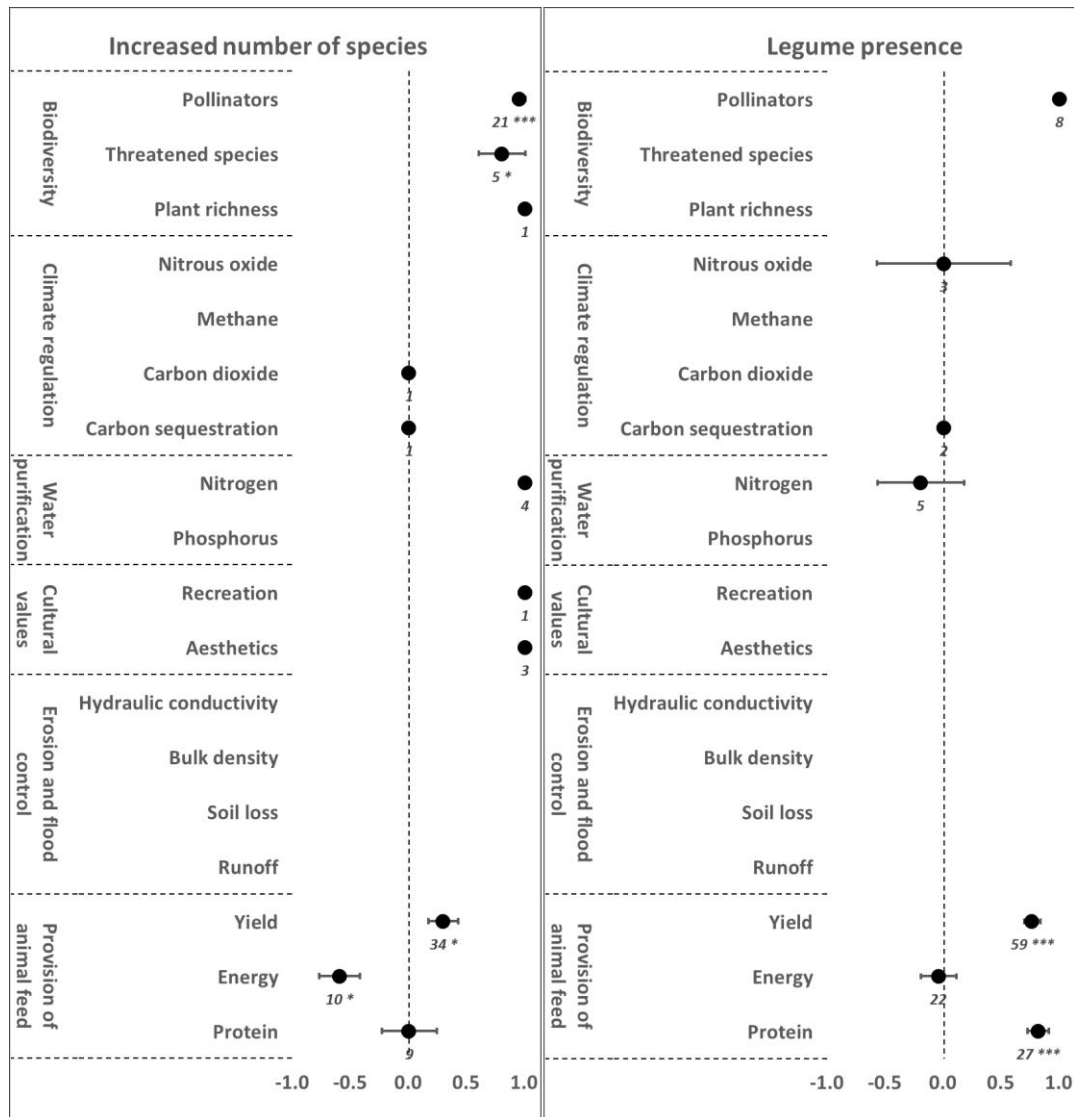 Increased number of species
Biodiversity
Pollinators
21 ***
Threatened species
5 *
Plant richness
1
Climate regulation
Nitrous oxide
Methane
Carbon dioxide
1
Carbon sequestration
1
Water
purification
Nitrogen
4
Phosphorus
Cultural
values
Recreation
1
Aesthetics
3
Erosion and flood
control
Hydraulic conductivity
Bulk density
Soil loss
Runoff
Provision of
animal feed
Yield
34 *
Energy
10 *
Protein
9
-1.0 -0.5 0.0 0.5 1.0
Legume presence
Biodiversity
Pollinators
8
Threatened species
Plant richness
Climate regulation
Nitrous oxide
3
Methane
Carbon dioxide
Carbon sequestration
2
Water
purification
Nitrogen
5
Phosphorus
Cultural
values
Recreation
Aesthetics
Erosion and flood
control
Hydraulic conductivity
Bulk density
Soil loss
Runoff
Provision of
animal feed
Yield
59 ***
Energy
22
Protein
27 ***
-1.0 -0.5 0.0 0.5 1.0